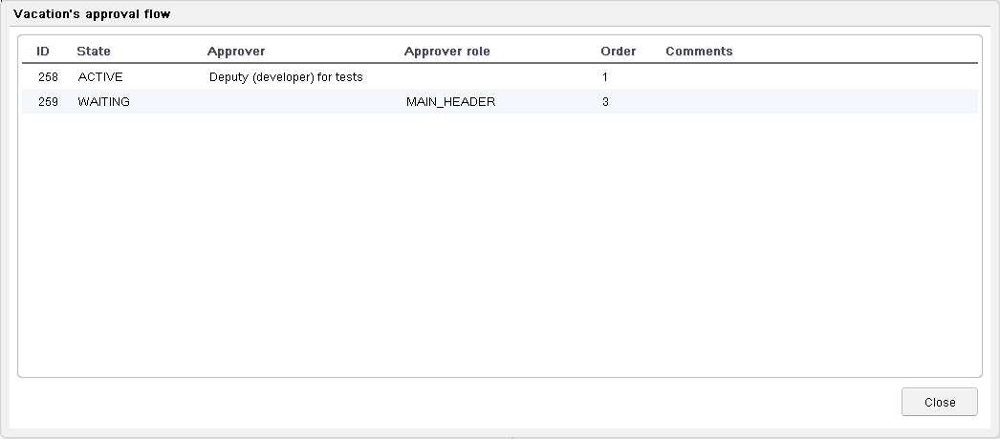 Vacation's approval flow
ID State Approver Approver role Order Comments
258 ACTIVE Deputy (developer) for tests 1
259 WAITING MAIN_HEADER 3
Close